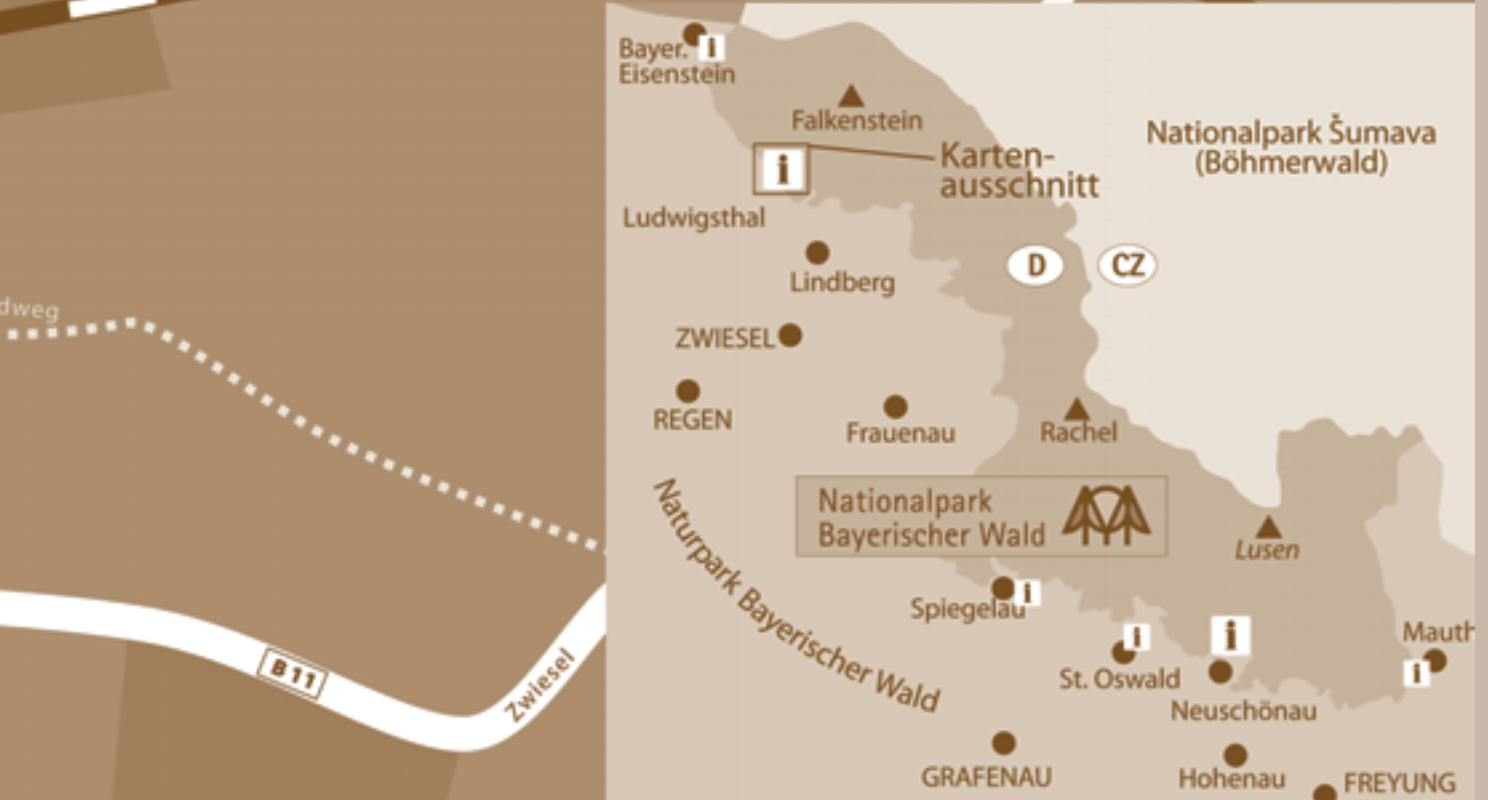 Bayer.
Eisenstein
i
Falkenstein
Karten-
ausschnitt
i
Ludwigsthal
Nationalpark Šumava
(Böhmerwald)
D
CZ
Lindberg
ZWIESEL
REGEN
Frauenau
Rachel
dweg
Nationalpark
Bayerischer Wald
Lusen
Naturpark Bayerischer Wald
Spiegelau
i
i
St. Oswald
i
Neuschönau
Mauth
i
B 11
Zwiesel
GRAFENAU
Hohenau
FREYUNG